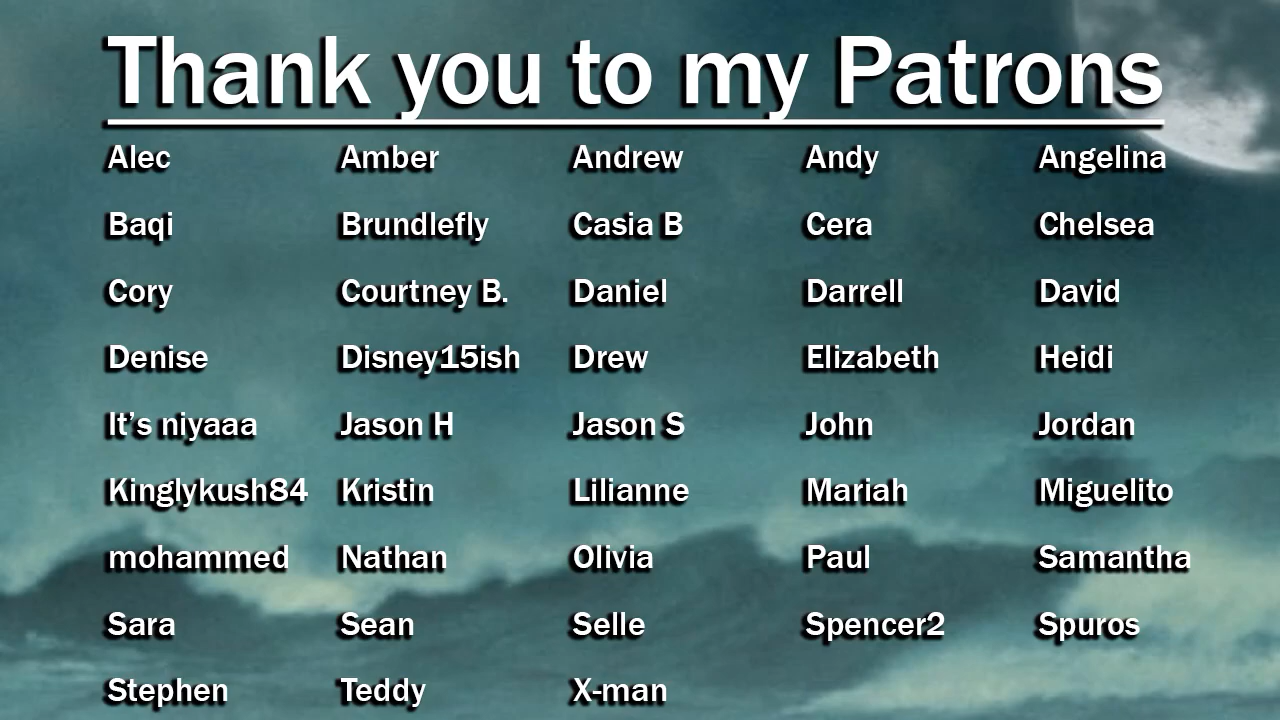 Thank you to my Patrons
Alec Amber Andrew Andy Angelina
Baqi Brundlefly Casia B Cera Chelsea
Cory Courtney B. Daniel Darrell David
Denise Disney15ish Drew Elizabeth Heidi
It’s niyaaa Jason H Jason S John Jordan
Kinglykush84 Kristin Lilianne Mariah Miguelito
mohammed Nathan Olivia Paul Samantha
Sara Sean Selle Spencer2 Spuros
Stephen Teddy X-man